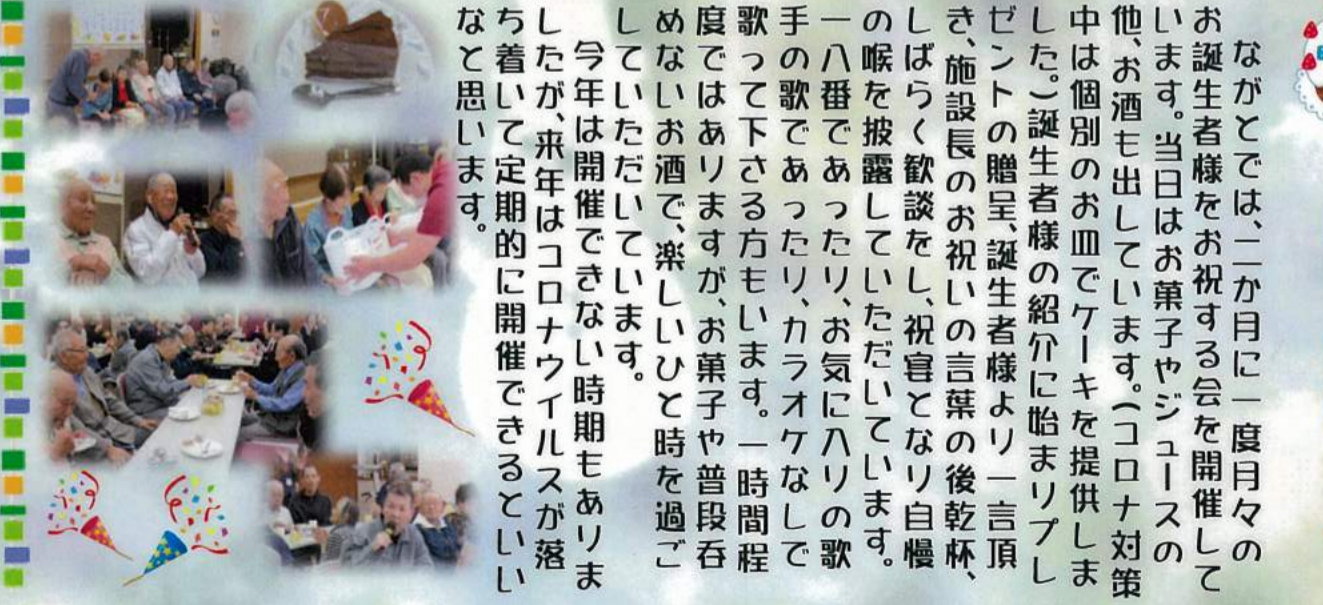 ながとでは、二か月に一度月々の
お誕生者様をお祝する会を開催して
います。当日はお菓子やジュースの
他、お酒も出しています。(コロナ対策
中は個別のお皿でケーキを提供しま
した。)誕生者様の紹介に始まりプレ
ゼントの贈呈、誕生者様より一言頂
き、施設長のお祝いの言葉の後乾杯、
しばらく歓談をし、祝宴となり自慢
の喉を披露していただいています。
一八番であったり、お気に入りの歌
手の歌であったり、カラオケなしで
歌って下さる方もいます。一時間程
度ではありますが、お菓子や普段呑
めないお酒で、楽しいひと時を過ご
していただいています。
今年は開催できない時期もありま
したが、来年はコロナウイルスが落
ち着いて定期的に開催できるといい
なと思います。